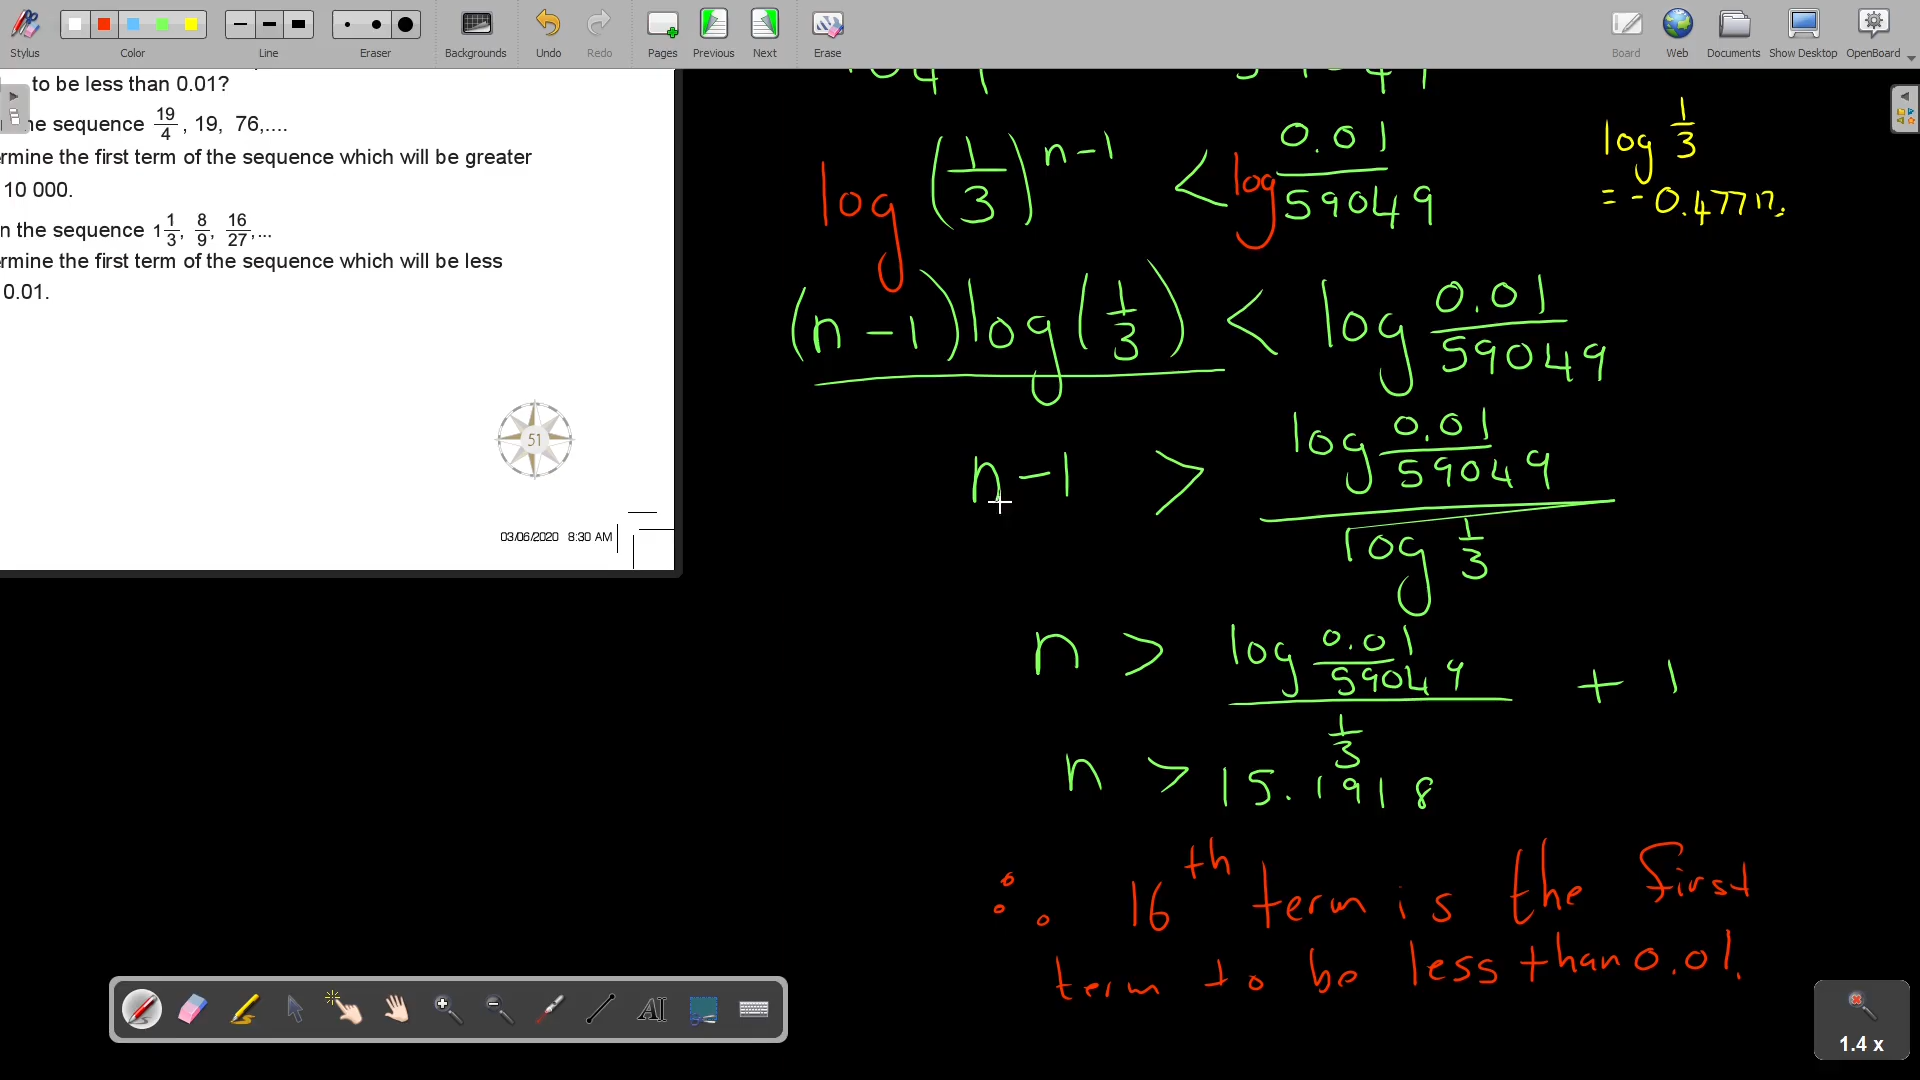 Stylus Color Line Eraser Backgrounds Undo Redo Pages Previous Next Erase Board Web Documents Show Desktop OpenBoard
to be less than 0.01?
he sequence 19/4, 19, 76,....
rmine the first term of the sequence which will be greater
10 000.
n the sequence 1 1/3, 8/9, 16/27,...
ermine the first term of the sequence which will be less
0.01.
51
03/06/2020 8:30 AM
log (1/3)^(n-1) < log 0.01/59049
log 1/3
= -0.4771.
(n-1) log (1/3) < log 0.01/59049
n-1 > (log 0.01/59049)/(log 1/3)
n > (log 0.01/59049)/(1/3) + 1
n > 15.1918
∴ 16th term is the first
term to be less than 0.01.
1.4 x